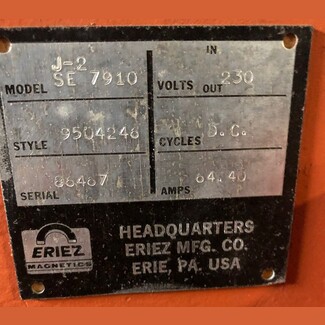 J-2
MODEL SE 7910
IN
VOLTS 230
OUT
STYLE 9504246
CYCLES D.C.
SERIAL 86487
AMPS 64.40
ERIEZ
MAGNETICS
HEADQUARTERS
ERIEZ MFG. CO.
ERIE, PA. USA